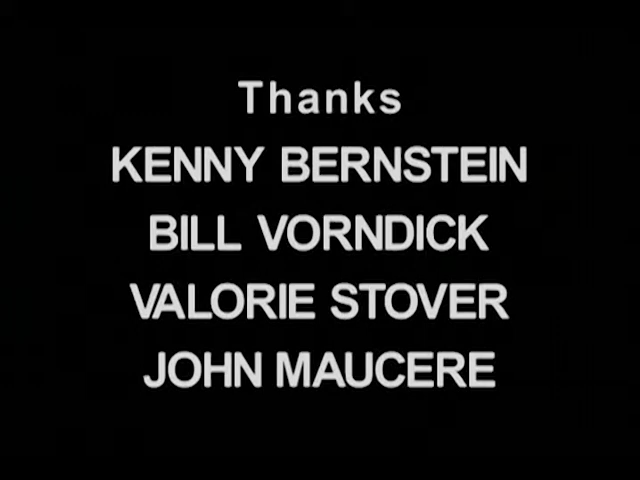 Thanks
KENNY BERNSTEIN
BILL VORNDICK
VALORIE STOVER
JOHN MAUCERE